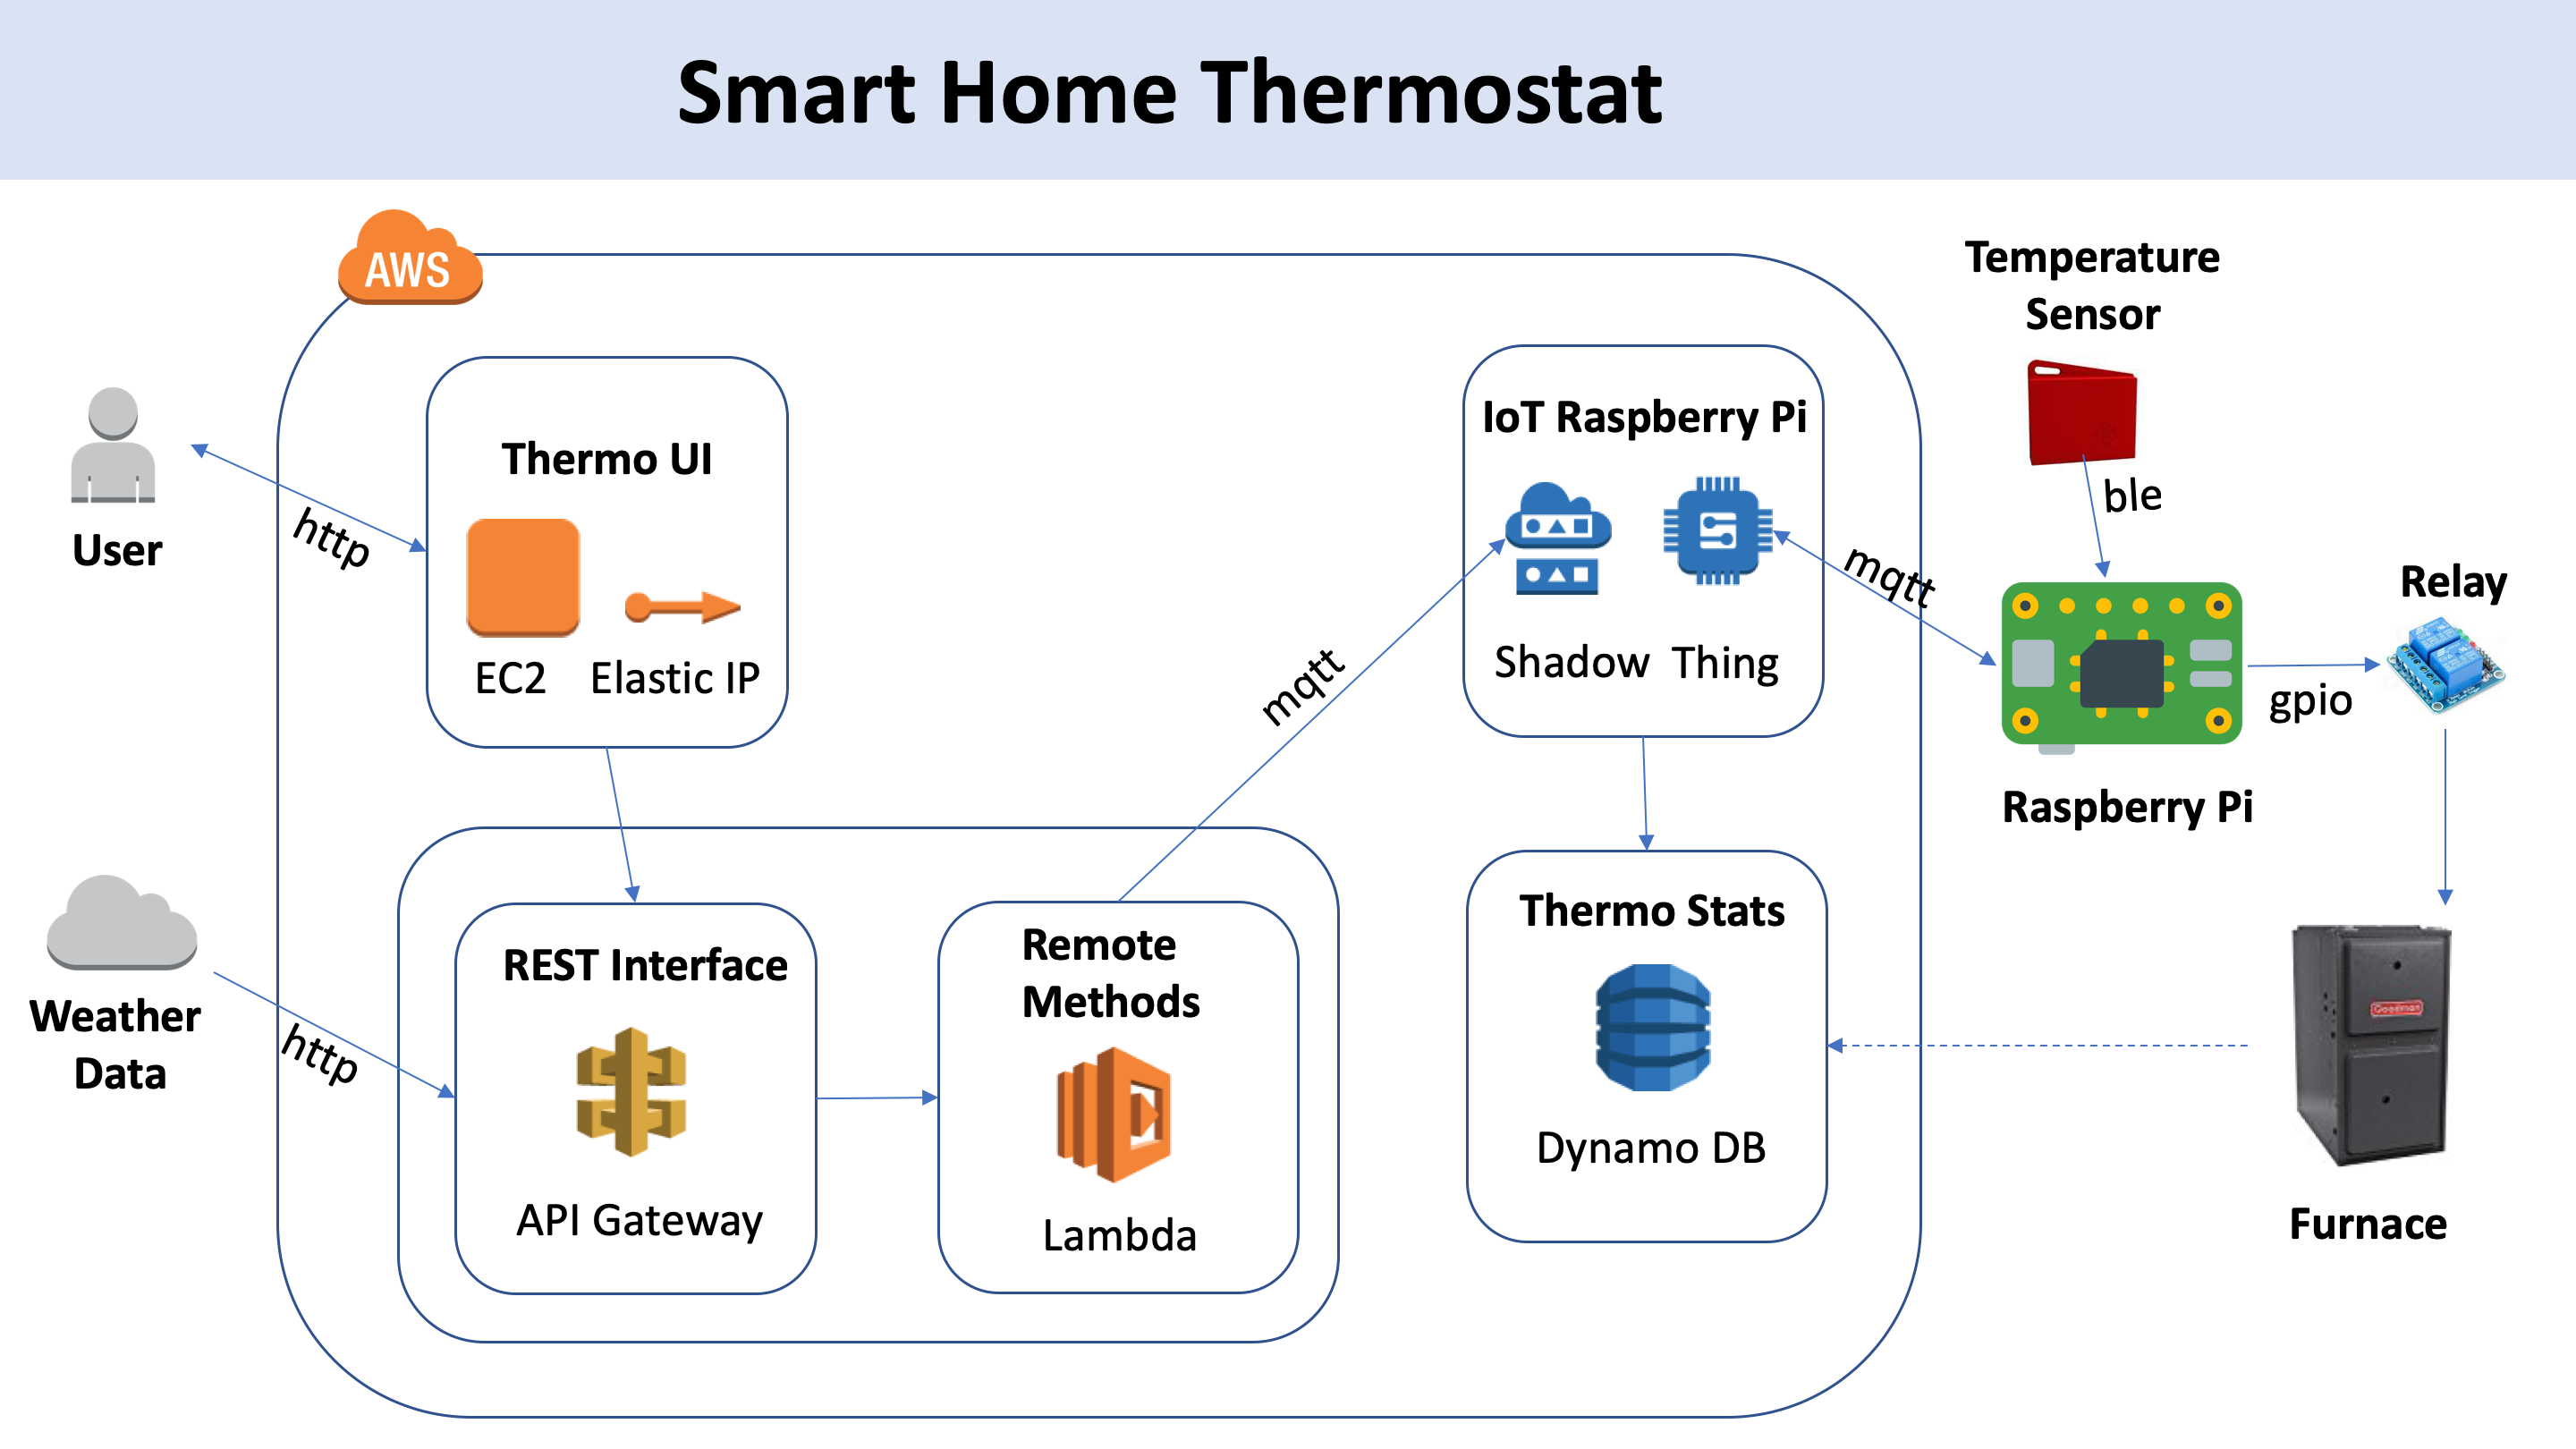 Smart Home Thermostat
AWS
User
http
Thermo UI
EC2
Elastic IP
Weather
Data
http
REST Interface
API Gateway
Remote
Methods
Lambda
mqtt
IoT Raspberry Pi
Shadow
Thing
Thermo Stats
Dynamo DB
mqtt
Temperature
Sensor
ble
Raspberry Pi
gpio
Relay
Goodman
Furnace